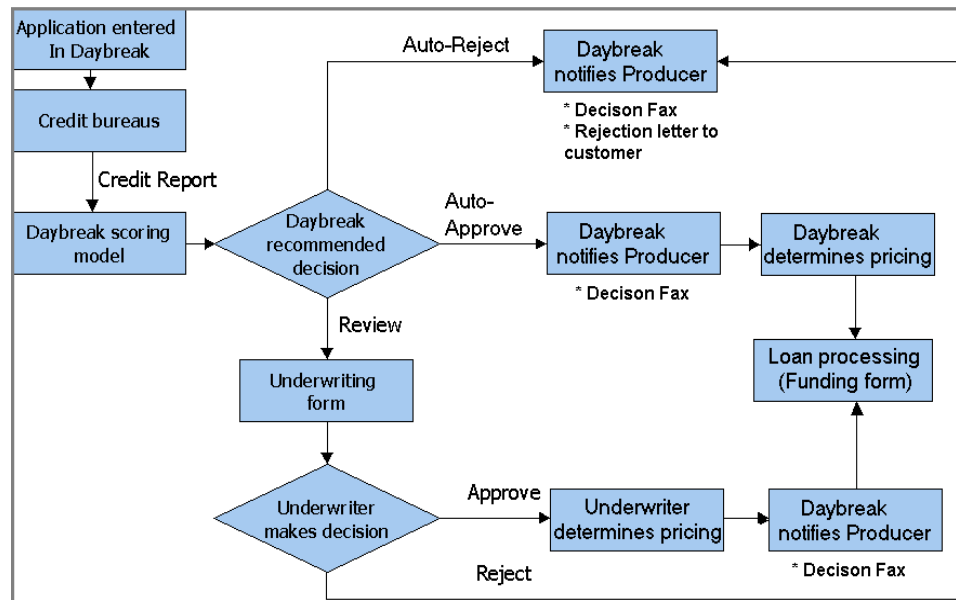 Application entered
In Daybreak
Credit bureaus
Credit Report
Daybreak scoring
model
Daybreak
recommended
decision
Auto-Reject
Daybreak
notifies Producer
* Decison Fax
* Rejection letter to
customer
Auto-
Approve
Daybreak
notifies Producer
* Decison Fax
Daybreak
determines pricing
Loan processing
(Funding form)
Review
Underwriting
form
Underwriter
makes decision
Approve
Underwriter
determines pricing
Daybreak
notifies Producer
* Decison Fax
Reject